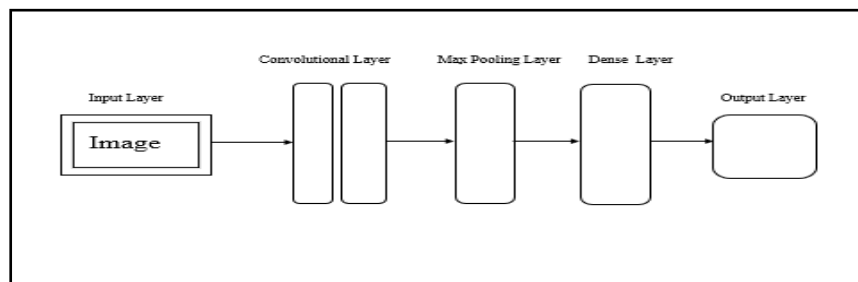 Convolutional Layer
Max Pooling Layer
Dense Layer
Input Layer
Output Layer
Image